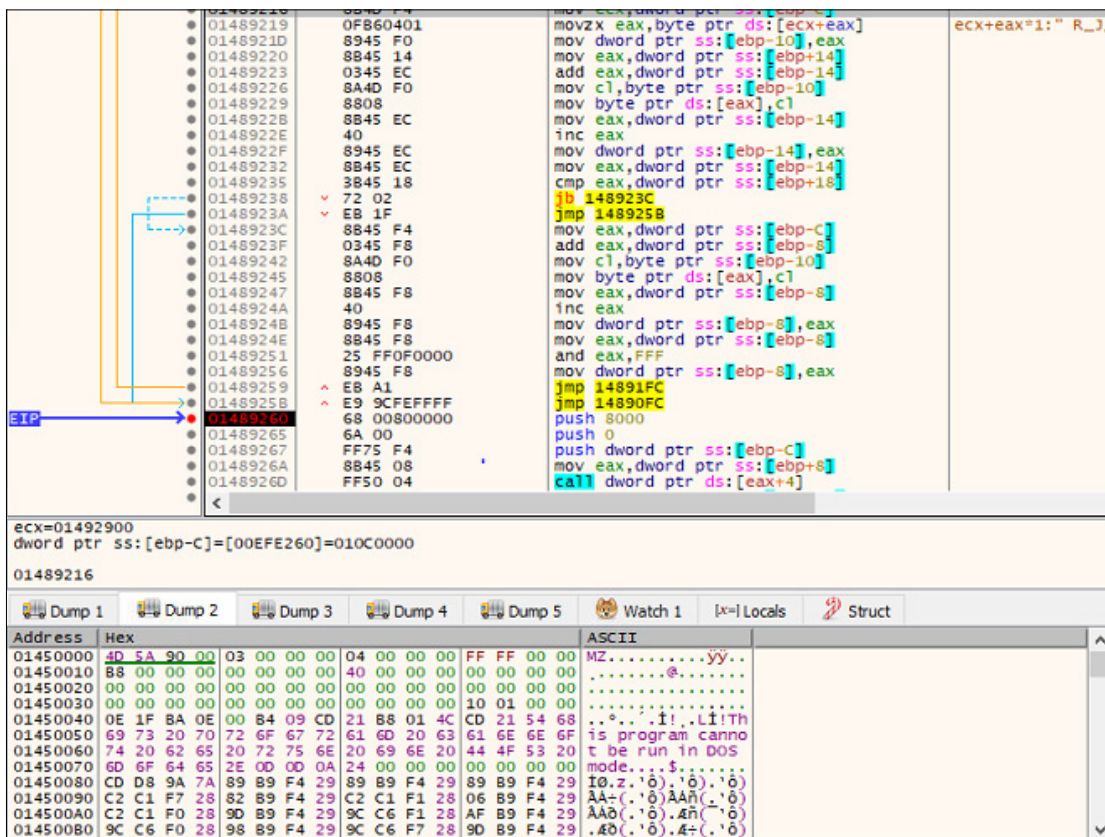 01489219 0FB60401 movzx eax,byte ptr ds:[ecx+eax] ecx+eax*1:" R_J
0148921D 8945 F0 mov dword ptr ss:[ebp-10],eax
01489220 8B45 14 mov eax,dword ptr ss:[ebp+14]
01489223 0345 EC add eax,dword ptr ss:[ebp-14]
01489226 8A4D F0 mov cl,byte ptr ss:[ebp-10]
01489229 8808 mov byte ptr ds:[eax],cl
0148922B 8B45 EC mov eax,dword ptr ss:[ebp-14]
0148922E 40 inc eax
0148922F 8945 EC mov dword ptr ss:[ebp-14],eax
01489232 8B45 EC mov eax,dword ptr ss:[ebp-14]
01489235 3B45 18 cmp eax,dword ptr ss:[ebp+18]
01489238 72 02 jb 148923C
0148923A EB 1F jmp 148925B
0148923C 8B45 F4 mov eax,dword ptr ss:[ebp-C]
0148923F 0345 F8 add eax,dword ptr ss:[ebp-8]
01489242 8A4D F0 mov cl,byte ptr ss:[ebp-10]
01489245 8808 mov byte ptr ds:[eax],cl
01489247 8B45 F8 mov eax,dword ptr ss:[ebp-8]
0148924A 40 inc eax
0148924B 8945 F8 mov dword ptr ss:[ebp-8],eax
0148924E 8B45 F8 mov eax,dword ptr ss:[ebp-8]
01489251 25 FF0F0000 and eax,FFF
01489256 8945 F8 mov dword ptr ss:[ebp-8],eax
01489259 EB A1 jmp 14891FC
0148925B E9 9CFEFFFF jmp 14890FC
EIP 01489260 68 00800000 push 8000
01489265 6A 00 push 0
01489267 FF75 F4 push dword ptr ss:[ebp-C]
0148926A 8B45 08 mov eax,dword ptr ss:[ebp+8]
0148926D FF50 04 call dword ptr ds:[eax+4]
ecx=01492900
dword ptr ss:[ebp-C]=[00EFE260]=010C0000
01489216
Dump 1 Dump 2 Dump 3 Dump 4 Dump 5 Watch 1 [x=] Locals Struct
Address Hex ASCII
01450000 4D 5A 90 00 03 00 00 00 04 00 00 00 FF FF 00 00 MZ..........ÿÿ..
01450010 B8 00 00 00 00 00 00 00 40 00 00 00 00 00 00 00 ¸.......@.......
01450020 00 00 00 00 00 00 00 00 00 00 00 00 00 00 00 00 ................
01450030 00 00 00 00 00 00 00 00 00 00 00 00 10 01 00 00 ................
01450040 0E 1F BA 0E 00 B4 09 CD 21 B8 01 4C CD 21 54 68 ..º..´.Í!¸.LÍ!Th
01450050 69 73 20 70 72 6F 67 72 61 6D 20 63 61 6E 6E 6F is program canno
01450060 74 20 62 65 20 72 75 6E 20 69 6E 20 44 4F 53 20 t be run in DOS
01450070 6D 6F 64 65 2E 0D 0D 0A 24 00 00 00 00 00 00 00 mode....$.......
01450080 CD D8 9A 7A 89 B9 F4 29 89 B9 F4 29 89 B9 F4 29 ÍØ.z.¹ô).¹ô).¹ô)
01450090 C2 C1 F7 28 82 B9 F4 29 C2 C1 F1 28 06 B9 F4 29 ÂÁ÷(.¹ô)ÂÁñ(.¹ô)
014500A0 C2 C1 F0 28 9D B9 F4 29 9C C6 F1 28 AF B9 F4 29 ÂÁð(.¹ô).Æñ(¯¹ô)
014500B0 9C C6 F0 28 98 B9 F4 29 9C C6 F7 28 9D B9 F4 29 .Æð(.¹ô).Æ÷(.¹ô)